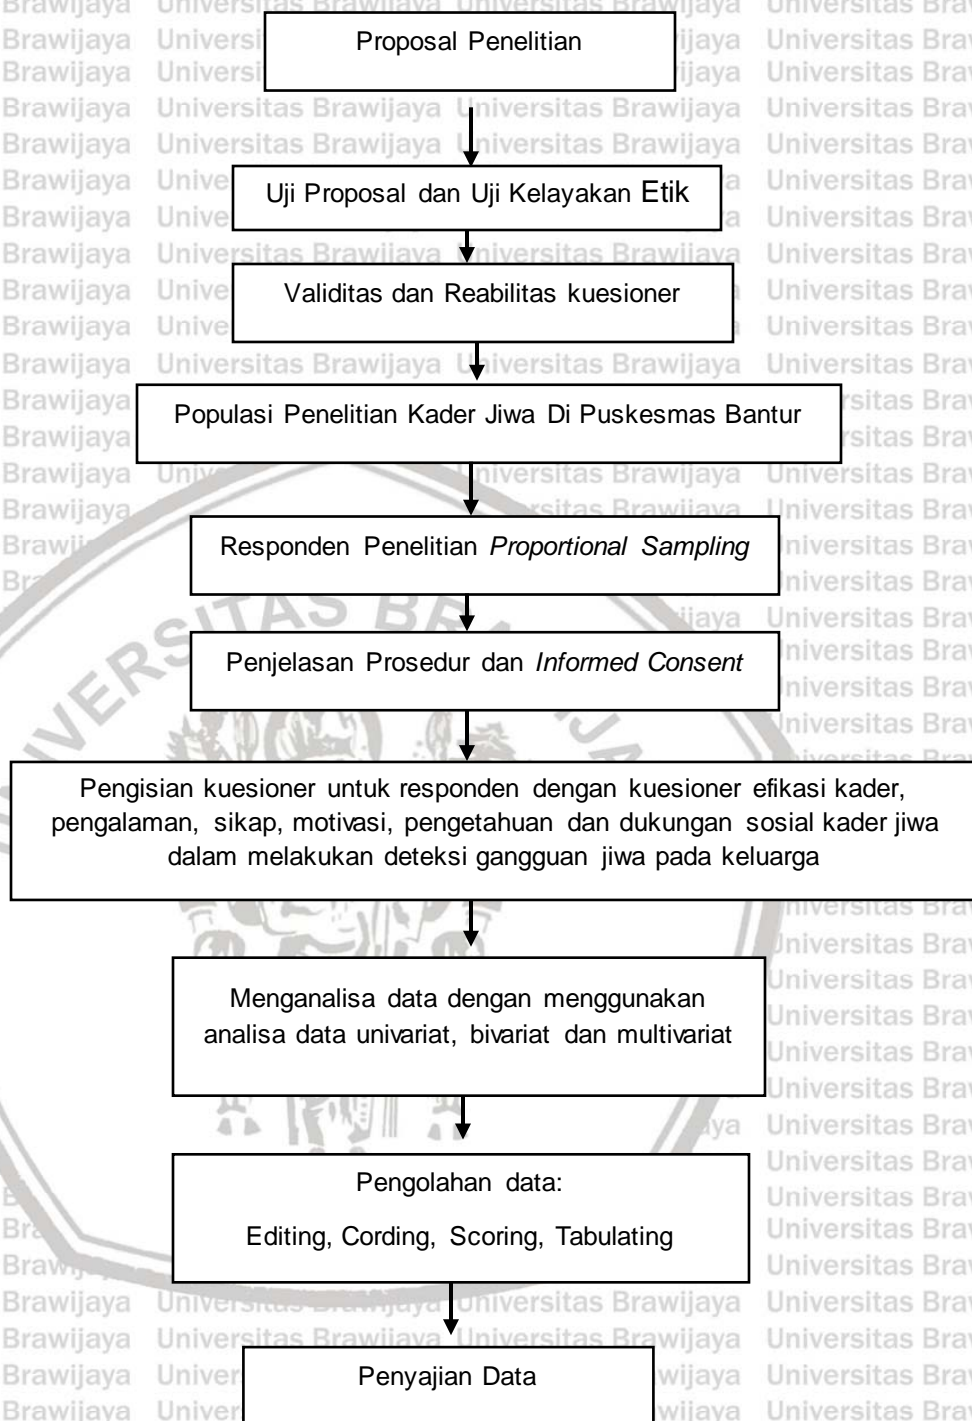 Proposal Penelitian
Uji Proposal dan Uji Kelayakan Etik
Validitas dan Reabilitas kuesioner
Populasi Penelitian Kader Jiwa Di Puskesmas Bantur
Responden Penelitian Proportional Sampling
Penjelasan Prosedur dan Informed Consent
Pengisian kuesioner untuk responden dengan kuesioner efikasi kader,
pengalaman, sikap, motivasi, pengetahuan dan dukungan sosial kader jiwa
dalam melakukan deteksi gangguan jiwa pada keluarga
Menganalisa data dengan menggunakan
analisa data univariat, bivariat dan multivariat
Pengolahan data:
Editing, Cording, Scoring, Tabulating
Penyajian Data